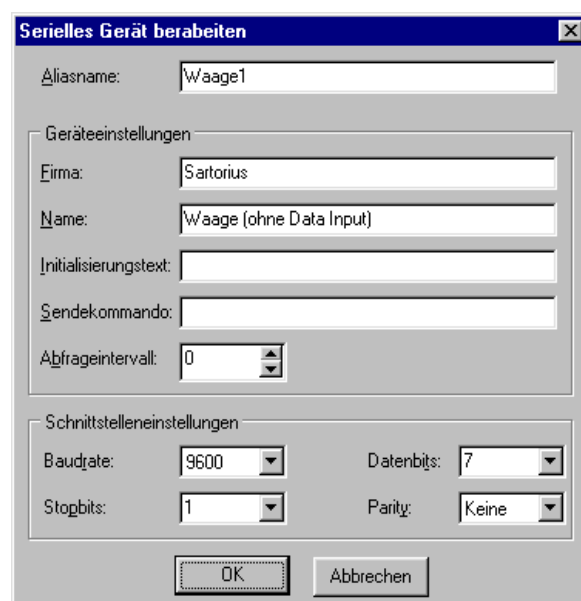 Serielles Gerät berabeiten
Aliasname: Waage1
Geräteeinstellungen
Firma: Sartorius
Name: Waage (ohne Data Input)
Initialisierungstext:
Sendekommando:
Abfrageintervall: 0
Schnittstelleneinstellungen
Baudrate: 9600 Datenbits: 7
Stopbits: 1 Parity: Keine
OK Abbrechen